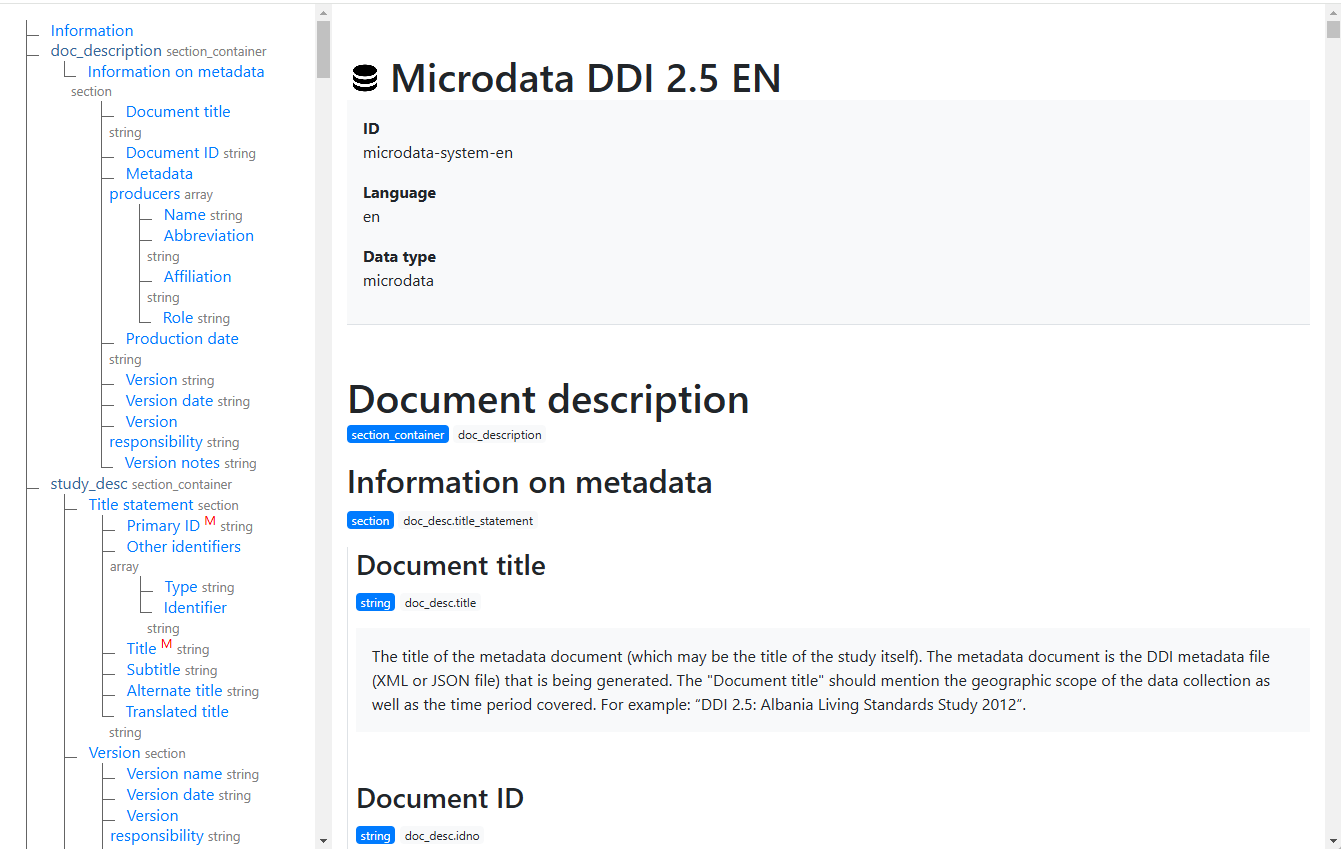 Information
doc_description section_container
Information on metadata
section
Document title
string
Document ID string
Metadata
producers array
Name string
Abbreviation
string
Affiliation
string
Role string
Production date
string
Version string
Version date string
Version
responsibility string
Version notes string
study_desc section_container
Title statement section
Primary ID M string
Other identifiers
array
Type string
Identifier
string
Title M string
Subtitle string
Alternate title string
Translated title
string
Version section
Version name string
Version date string
Version
responsibility string
Microdata DDI 2.5 EN
ID
microdata-system-en
Language
en
Data type
microdata
Document description
section_container doc_description
Information on metadata
section doc_desc.title_statement
Document title
string doc_desc.title
The title of the metadata document (which may be the title of the study itself). The metadata document is the DDI metadata file
(XML or JSON file) that is being generated. The "Document title" should mention the geographic scope of the data collection as
well as the time period covered. For example: “DDI 2.5: Albania Living Standards Study 2012”.
Document ID
string doc_desc.idno